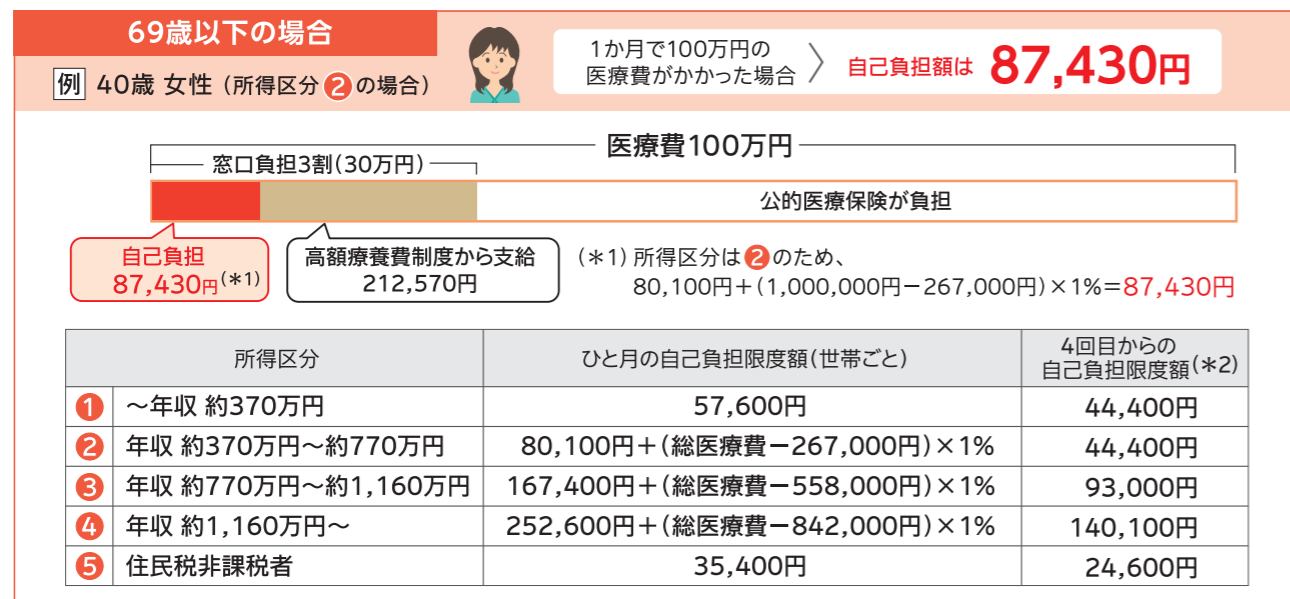 69歳以下の場合
例 40歳 女性（所得区分❷の場合）
1か月で100万円の
医療費がかかった場合
自己負担額は 87,430円
医療費100万円
窓口負担3割（30万円）
公的医療保険が負担
自己負担
87,430円(＊1)
高額療養費制度から支給
212,570円
（＊1）所得区分は❷のため、
80,100円＋（1,000,000円－267,000円）×1%＝87,430円
所得区分 ひと月の自己負担限度額（世帯ごと） 4回目からの
自己負担限度額(＊2)
❶ ～年収 約370万円 57,600円 44,400円
❷ 年収 約370万円～約770万円 80,100円＋（総医療費－267,000円）×1% 44,400円
❸ 年収 約770万円～約1,160万円 167,400円＋（総医療費－558,000円）×1% 93,000円
❹ 年収 約1,160万円～ 252,600円＋（総医療費－842,000円）×1% 140,100円
❺ 住民税非課税者 35,400円 24,600円